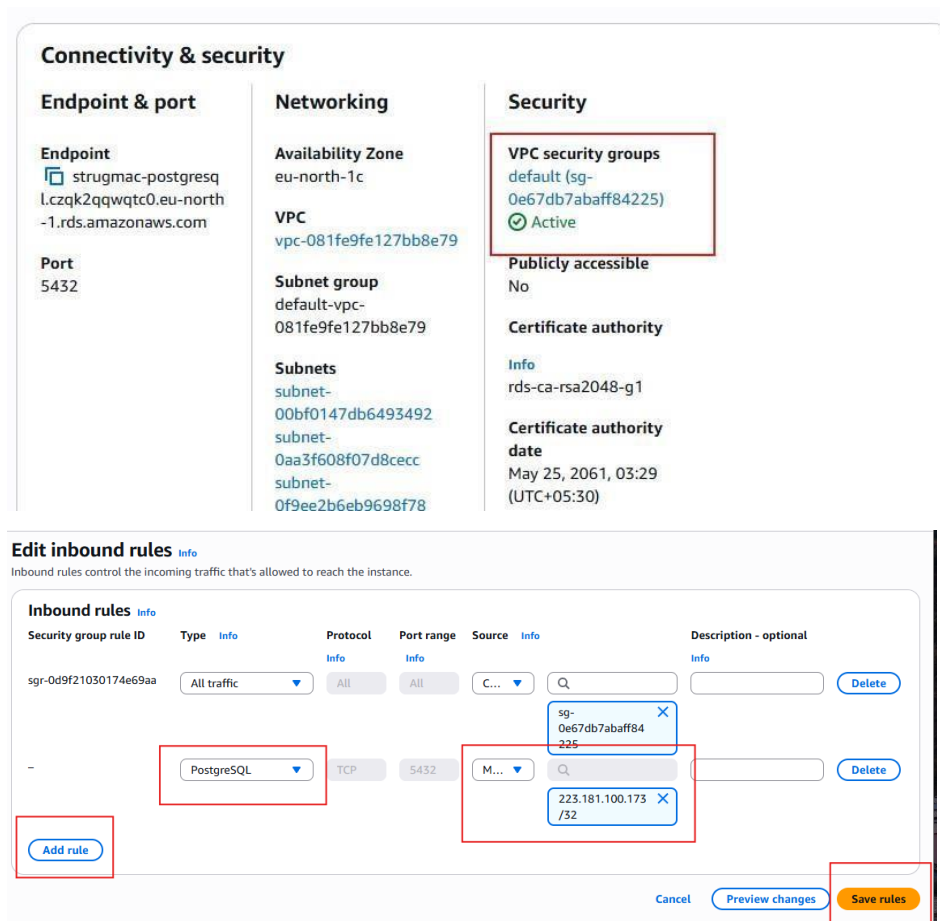 Connectivity & security
Endpoint & port
Endpoint
strugmac-postgresq
l.czqk2qqwqtc0.eu-north
-1.rds.amazonaws.com
Port
5432
Networking
Availability Zone
eu-north-1c
VPC
vpc-081fe9fe127bb8e79
Subnet group
default-vpc-
081fe9fe127bb8e79
Subnets
subnet-
00bf0147db6493492
subnet-
0aa3f608f07d8cecc
subnet-
0f9ee2b6eb9698f78
Security
VPC security groups
default (sg-
0e67db7abaff84225)
Active
Publicly accessible
No
Certificate authority
Info
rds-ca-rsa2048-g1
Certificate authority
date
May 25, 2061, 03:29
(UTC+05:30)
Edit inbound rules Info
Inbound rules control the incoming traffic that's allowed to reach the instance.
Inbound rules Info
Security group rule ID Type Info Protocol Port range Source Info Description - optional
Info Info Info
sgr-0d9f21030174e69aa All traffic All All C... Delete
sg-
0e67db7abaff84
225
– PostgreSQL TCP 5432 M... Delete
223.181.100.173
/32
Add rule
Cancel Preview changes Save rules